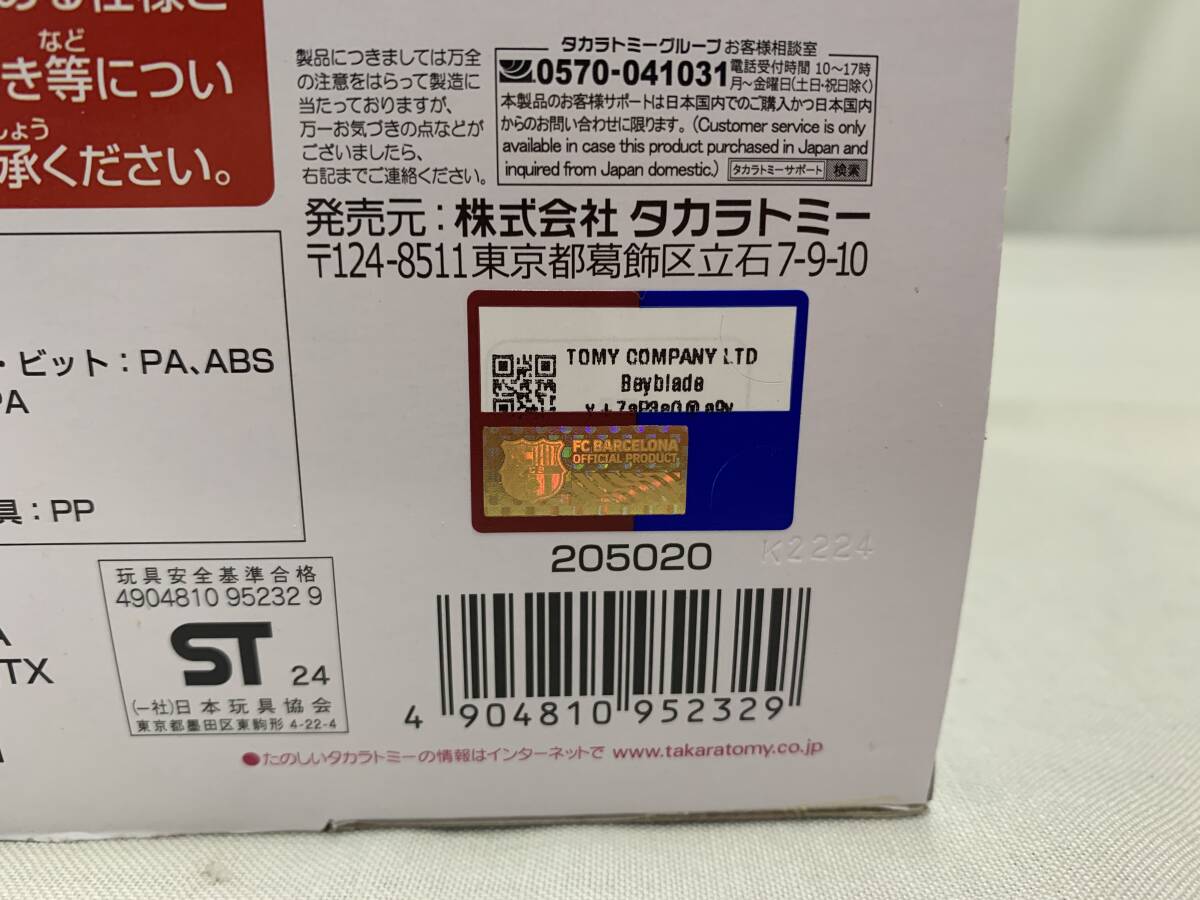 ある仕様と
など
き等につい
しょう
承ください。
製品につきましては万全
の注意をはらって製造に
当たっておりますが、
万一お気づきの点などが
ございましたら、
右記までご連絡ください。
タカラトミーグループお客様相談室
0570-041031 電話受付時間 10〜17時
月〜金曜日(土日・祝日除く)
本製品のお客様サポートは日本国内でのご購入かつ日本国内
からのお問い合わせに限ります。(Customer service is only
available in case this product purchased in Japan and
inquired from Japan domestic.) タカラトミーサポート 検索
発売元:株式会社 タカラトミー
〒124-8511東京都葛飾区立石7-9-10
・ビット:PA、ABS
PA
具:PP
TOMY COMPANY LTD
Beyblade
FC BARCELONA
OFFICIAL PRODUCT
205020
K2224
玩具安全基準合格
4904810 95232 9
ST 24
(一社)日本玩具協会
東京都墨田区東駒形 4-22-4
A
TX
4 904810 952329
●たのしいタカラトミーの情報はインターネットで www.takaratomy.co.jp